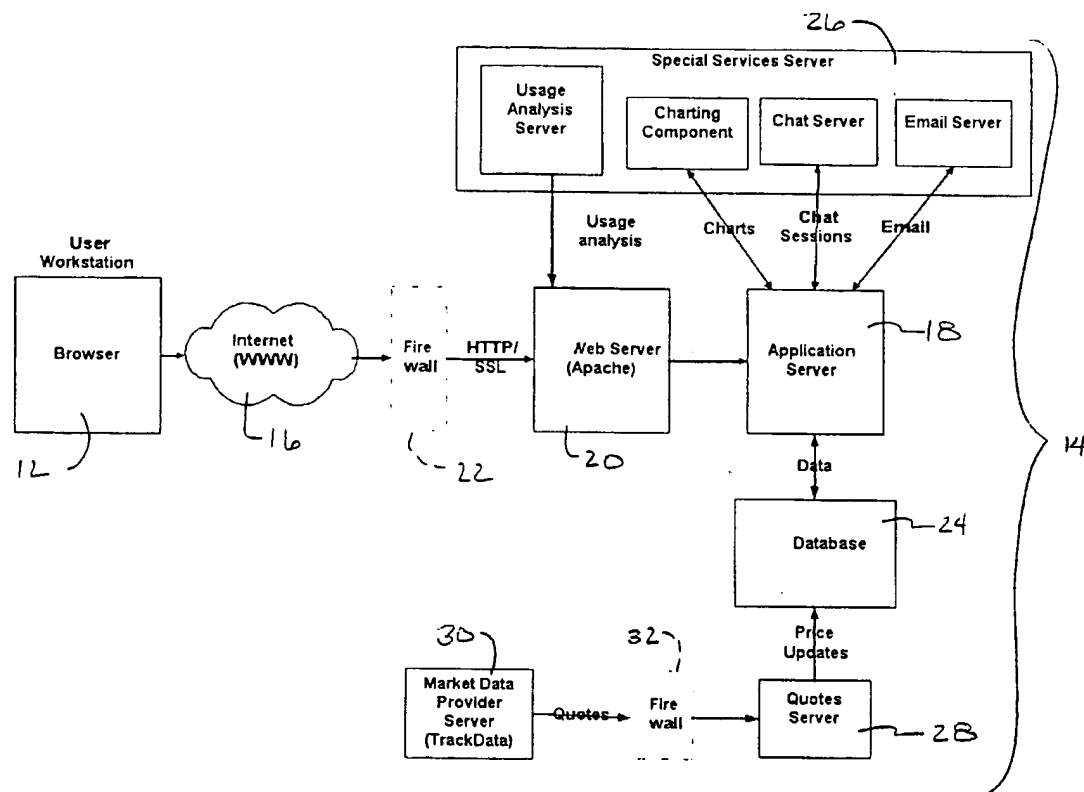 26
Special Services Server
Usage
Analysis
Server
Charting
Component
Chat Server
Email Server
Usage
analysis
Charts
Chat
Sessions
Email
User
Workstation
Browser
Internet
(WWW)
Fire
wall
HTTP/
SSL
Web Server
(Apache)
Application
Server
18
12
16
22
20
14
Data
Database
24
Price
Updates
30
32
Market Data
Provider
Server
(TrackData)
Quotes
Fire
wall
Quotes
Server
28